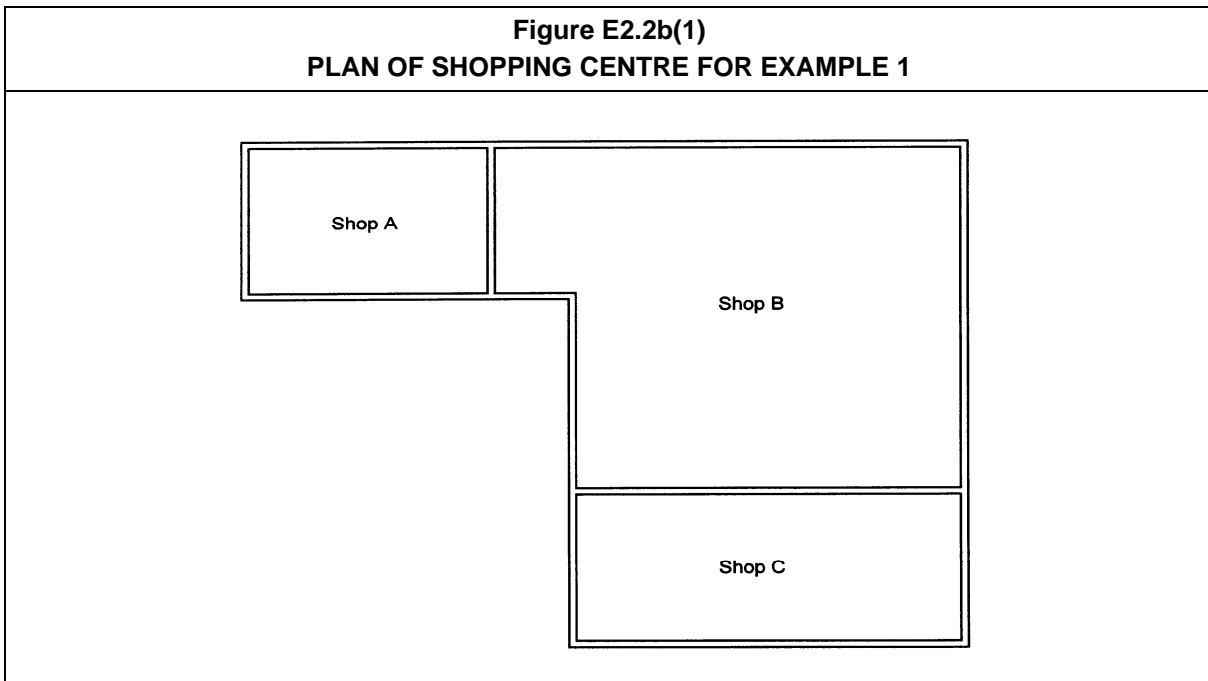 Figure E2.2b(1)
PLAN OF SHOPPING CENTRE FOR EXAMPLE 1
Shop A
Shop B
Shop C